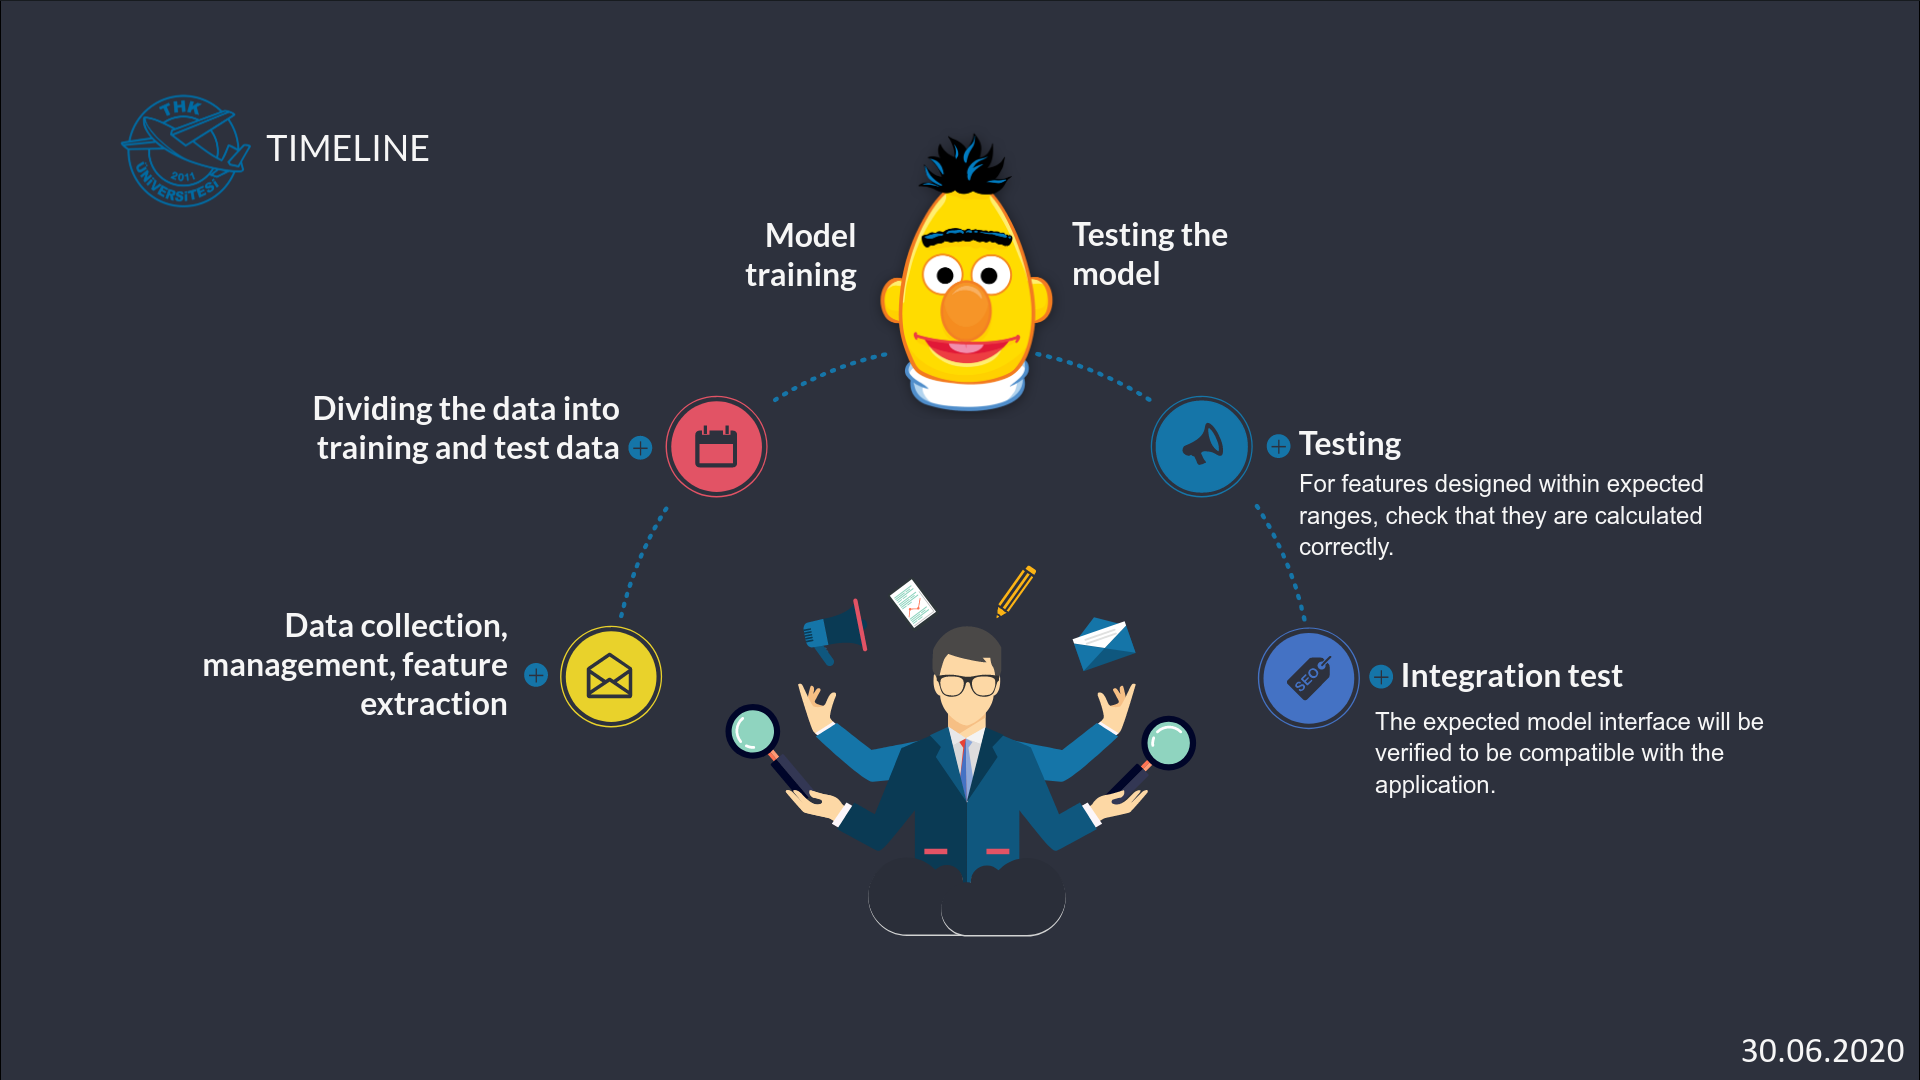 THK
2011
ÜNİVERSİTESİ
TIMELINE
Model
training
Testing the
model
Dividing the data into
training and test data
Testing
For features designed within expected
ranges, check that they are calculated
correctly.
Data collection,
management, feature
extraction
SEO
Integration test
The expected model interface will be
verified to be compatible with the
application.
30.06.2020